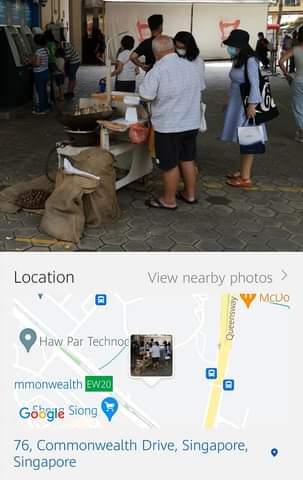 Location
View nearby photos >
McDo
Queensway
Haw Par Technoc
mmonwealth EW20
Sheng Siong
Google
76, Commonwealth Drive, Singapore,
Singapore